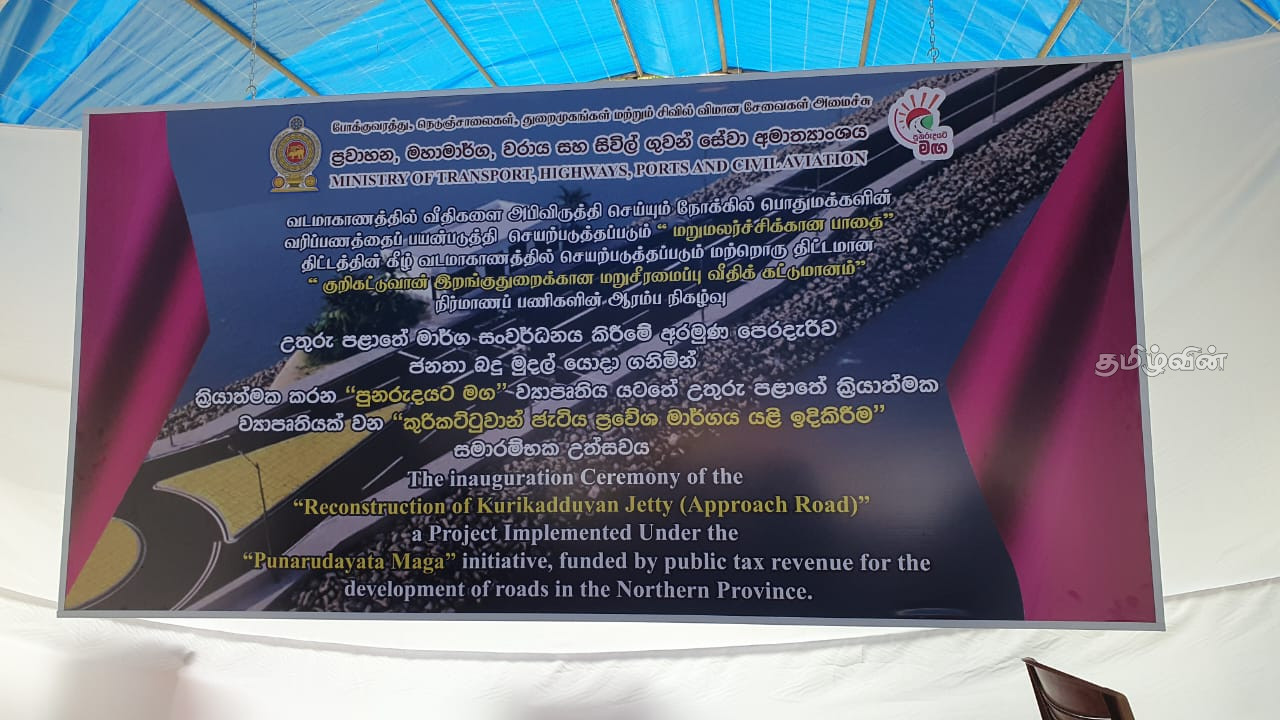 போக்குவரத்து, நெடுஞ்சாலைகள், துறைமுகங்கள் மற்றும் சிவில் விமான சேவைகள் அமைச்சு
ප්‍රවාහන, මහාමාර්ග, වරාය සහ සිවිල් ගුවන් සේවා අමාත්‍යාංශය
MINISTRY OF TRANSPORT, HIGHWAYS, PORTS AND CIVIL AVIATION
පුනරුදයට
මඟ
வடமாகாணத்தில் வீதிகளை அபிவிருத்தி செய்யும் நோக்கில் பொதுமக்களின்
வரிப்பணத்தைப் பயன்படுத்தி செயற்படுத்தப்படும் “ மறுமலர்ச்சிக்கான பாதை”
திட்டத்தின் கீழ் வடமாகாணத்தில் செயற்படுத்தப்படும் மற்றொரு திட்டமான
“ குறிகட்டுவான் இறங்குதுறைக்கான மறுசீரமைப்பு வீதிக் கட்டுமானம்”
நிர்மாணப் பணிகளின் ஆரம்ப நிகழ்வு
උතුරු පළාතේ මාර්ග සංවර්ධනය කිරීමේ අරමුණ පෙරදැරිව
ජනතා බදු මුදල් යොදා ගනිමින්
ක්‍රියාත්මක කරන “පුනරුදයට මග” ව්‍යාපෘතිය යටතේ උතුරු පළාතේ ක්‍රියාත්මක
ව්‍යාපෘතියක් වන “කුරිකට්ටුවාන් ජැටිය ප්‍රවේශ මාර්ගය යළි ඉදිකිරීම”
සමාරම්භක උත්සවය
The inauguration Ceremony of the
“Reconstruction of Kurikadduvan Jetty (Approach Road)”
a Project Implemented Under the
“Punarudayata Maga” initiative, funded by public tax revenue for the
development of roads in the Northern Province.
தமிழ்வின்